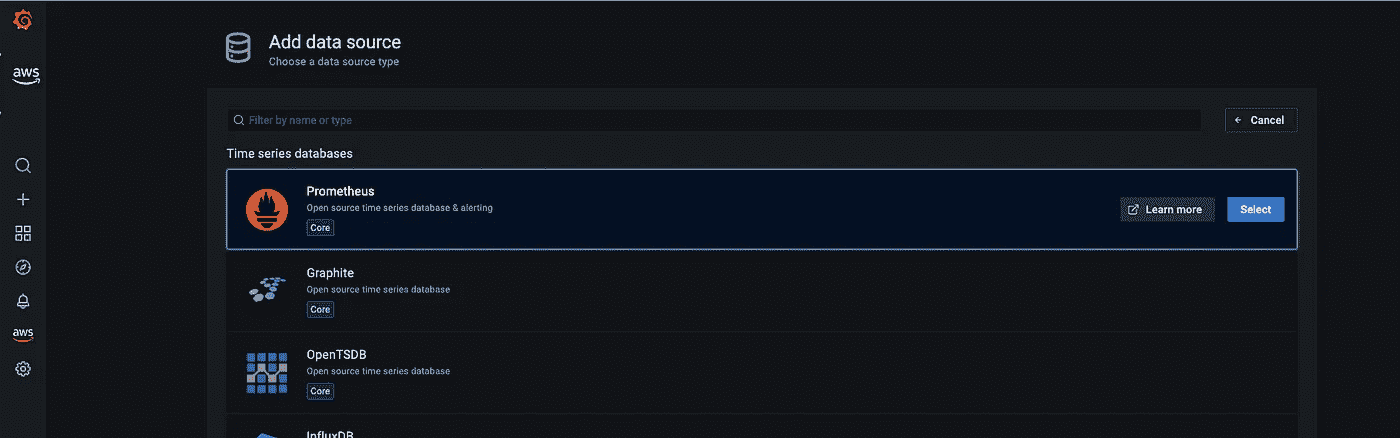 aws
aws
Add data source
Choose a data source type
Filter by name or type
Cancel
Time series databases
Prometheus
Open source time series database & alerting
Core
Learn more
Select
Graphite
Open source time series database
Core
OpenTSDB
Open source time series database
Core
InfluxDB